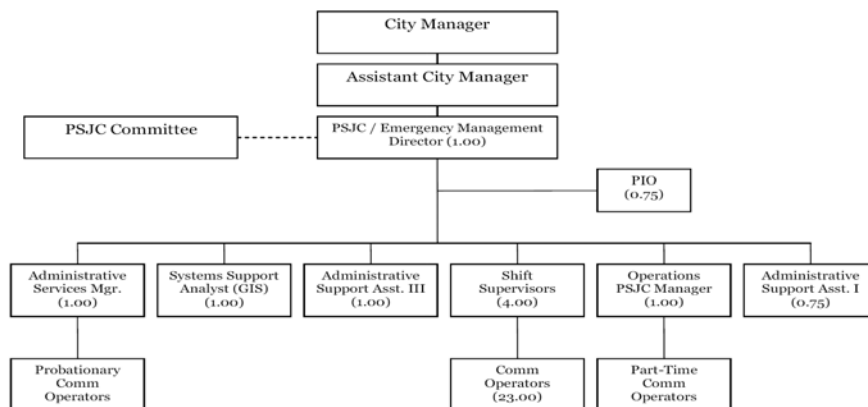 City Manager
Assistant City Manager
PSJC Committee
PSJC / Emergency Management
Director (1.00)
PIO
(0.75)
Administrative
Services Mgr.
(1.00)
Systems Support
Analyst (GIS)
(1.00)
Administrative
Support Asst. III
(1.00)
Shift
Supervisors
(4.00)
Operations
PSJC Manager
(1.00)
Administrative
Support Asst. I
(0.75)
Probationary
Comm
Operators
Comm
Operators
(23.00)
Part-Time
Comm
Operators